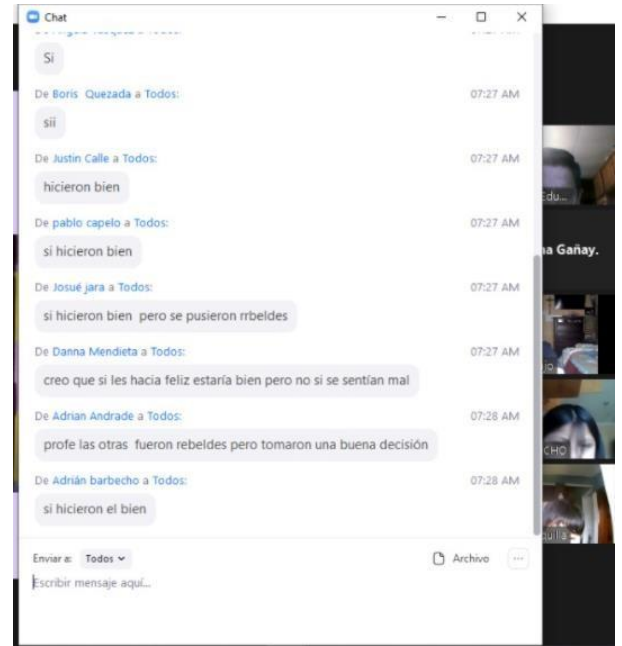 Chat
Si
De Boris Quezada a Todos: 07:27 AM
sii
De Justin Calle a Todos: 07:27 AM
hicieron bien
De pablo capelo a Todos: 07:27 AM
si hicieron bien
De Josué jara a Todos: 07:27 AM
si hicieron bien pero se pusieron rrbeldes
De Danna Mendieta a Todos: 07:27 AM
creo que si les hacia feliz estaría bien pero no si se sentían mal
De Adrian Andrade a Todos: 07:28 AM
profe las otras fueron rebeldes pero tomaron una buena decisión
De Adrián barbecho a Todos: 07:28 AM
si hicieron el bien
Enviar a: Todos Archivo ...
Escribir mensaje aquí...
Edu...
Gañay.
CHO